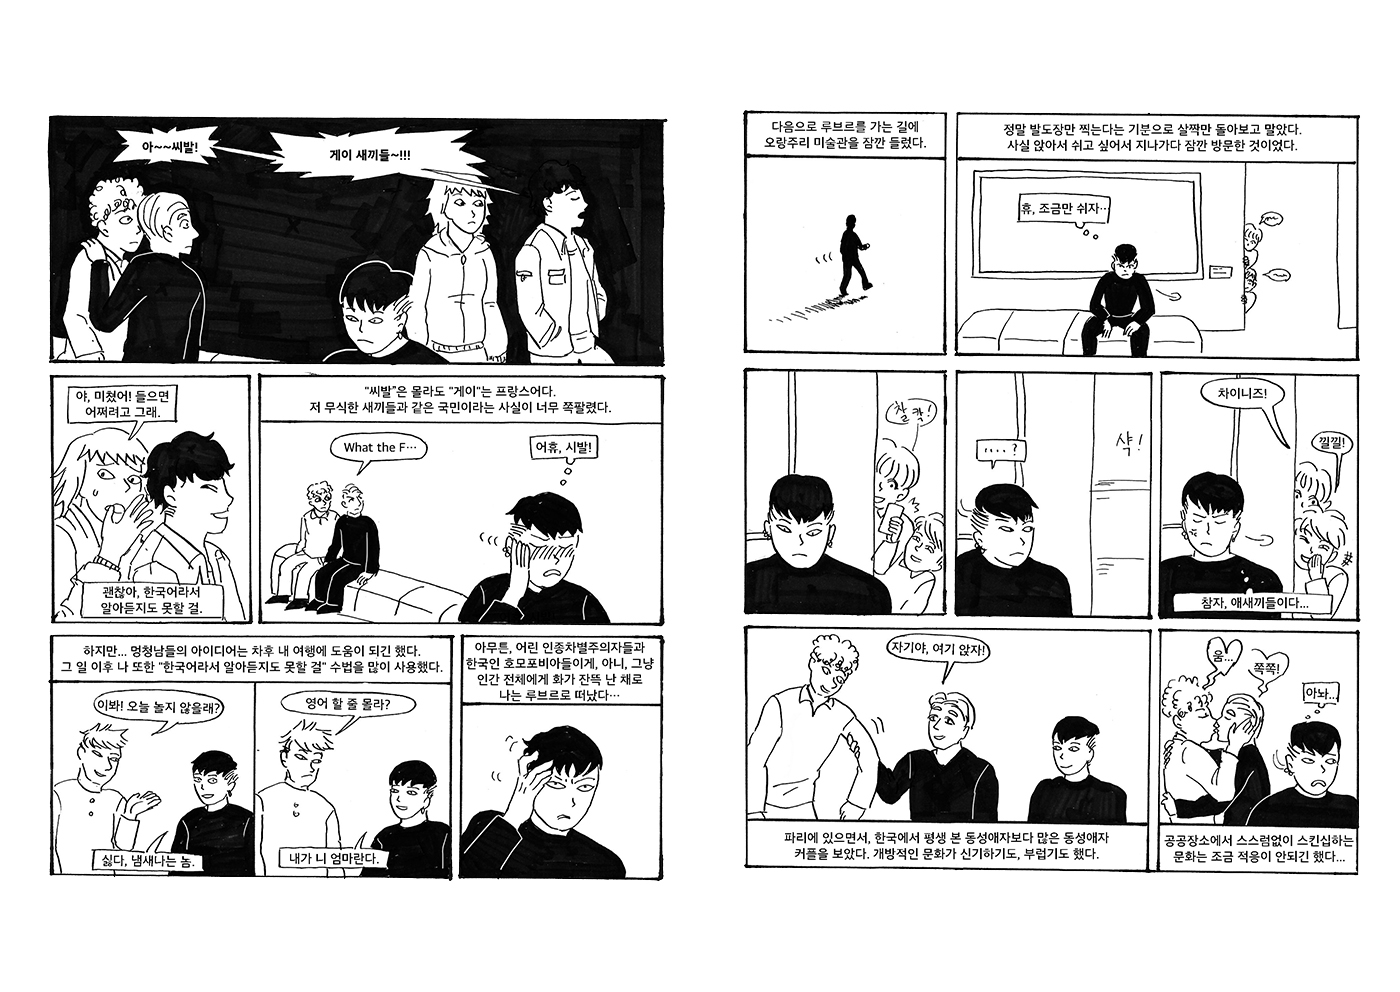 아~~씨발!
게이 새끼들~!!!
야, 미쳤어! 들으면
어쩌려고 그래.
괜찮아, 한국어라서
알아듣지도 못할 걸.
"씨발"은 몰라도 "게이"는 프랑스어다.
저 무식한 새끼들과 같은 국민이라는 사실이 너무 쪽팔렸다.
What the F…
어휴, 시발!
하지만... 멍청남들의 아이디어는 차후 내 여행에 도움이 되긴 했다.
그 일 이후 나 또한 "한국어라서 알아듣지도 못할 걸" 수법을 많이 사용했다.
이봐! 오늘 놀지 않을래?
싫다, 냄새나는 놈.
영어 할 줄 몰라?
내가 니 엄마란다.
아무튼, 어린 인종차별주의자들과
한국인 호모포비아들이게, 아니, 그냥
인간 전체에게 화가 잔뜩 난 채로
나는 루브르로 떠났다…
다음으로 루브르를 가는 길에
오랑주리 미술관을 잠깐 들렀다.
정말 발도장만 찍는다는 기분으로 살짝만 돌아보고 말았다.
사실 앉아서 쉬고 싶어서 지나가다 잠깐 방문한 것이었다.
휴, 조금만 쉬자…
찰칵!
....?
샥!
차이니즈!
낄낄!
참자, 애새끼들이다...
자기야, 여기 앉자!
파리에 있으면서, 한국에서 평생 본 동성애자보다 많은 동성애자
커플을 보았다. 개방적인 문화가 신기하기도, 부럽기도 했다.
움...
쪽쪽!
아놔...
공공장소에서 스스럼없이 스킨십하는
문화는 조금 적응이 안되긴 했다...